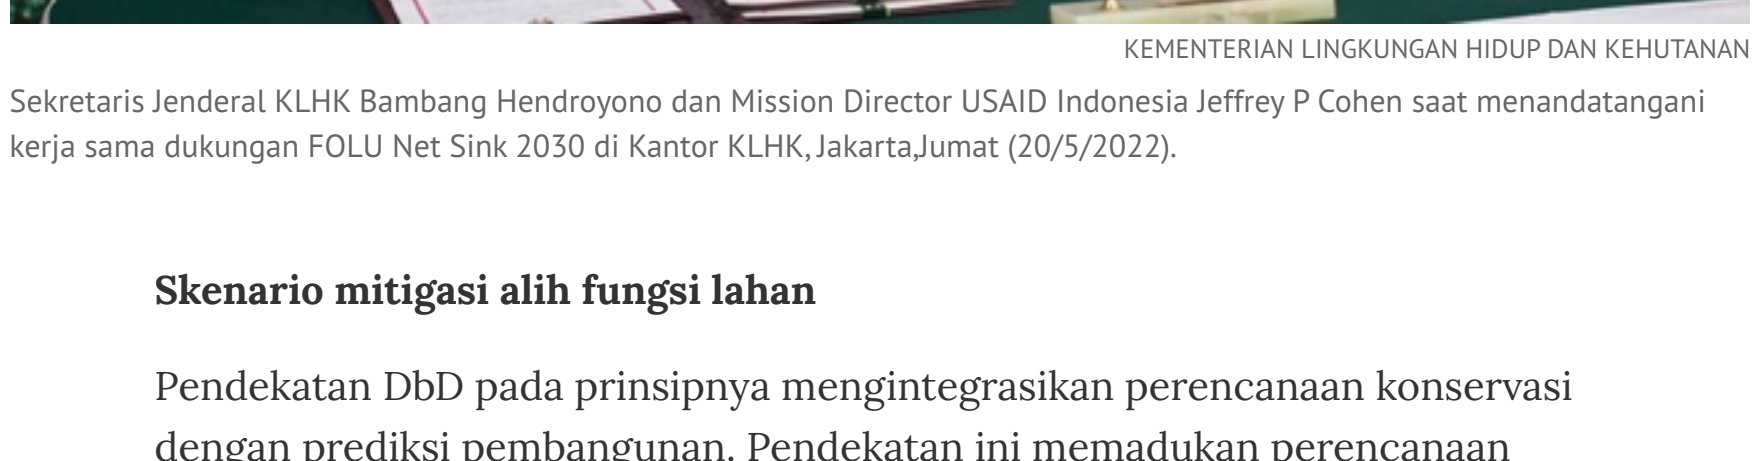 KEMENTERIAN LINGKUNGAN HIDUP DAN KEHUTANAN
Sekretaris Jenderal KLHK Bambang Hendroyono dan Mission Director USAID Indonesia Jeffrey P Cohen saat menandatangani
kerja sama dukungan FOLU Net Sink 2030 di Kantor KLHK, Jakarta,Jumat (20/5/2022).
Skenario mitigasi alih fungsi lahan
Pendekatan DbD pada prinsipnya mengintegrasikan perencanaan konservasi
dengan prediksi pembangunan. Pendekatan ini memadukan perencanaan